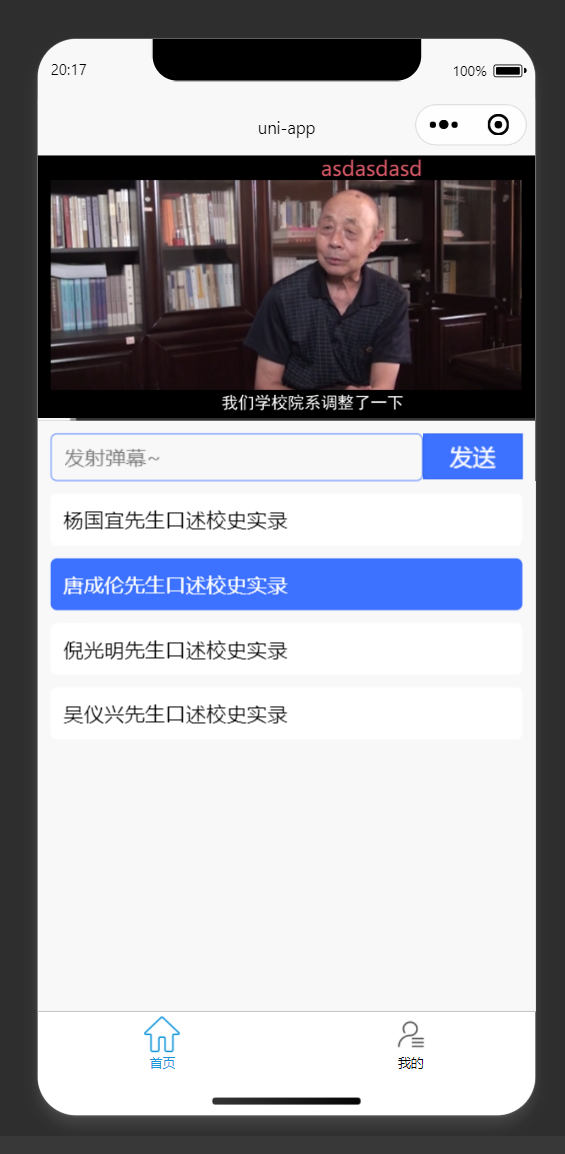 20:17
100%
uni-app
asdasdasd
我们学校院系调整了一下
发射弹幕~
发送
杨国宜先生口述校史实录
唐成伦先生口述校史实录
倪光明先生口述校史实录
吴仪兴先生口述校史实录
首页
我的